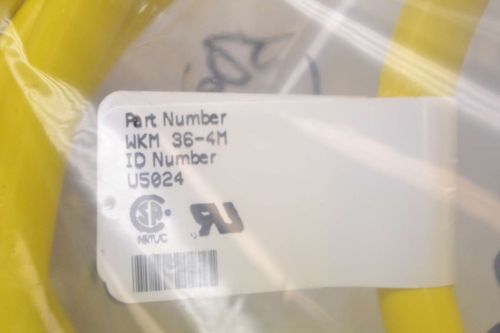 Part Number
WKM 36-4M
ID Number
U5024
NRTL/C